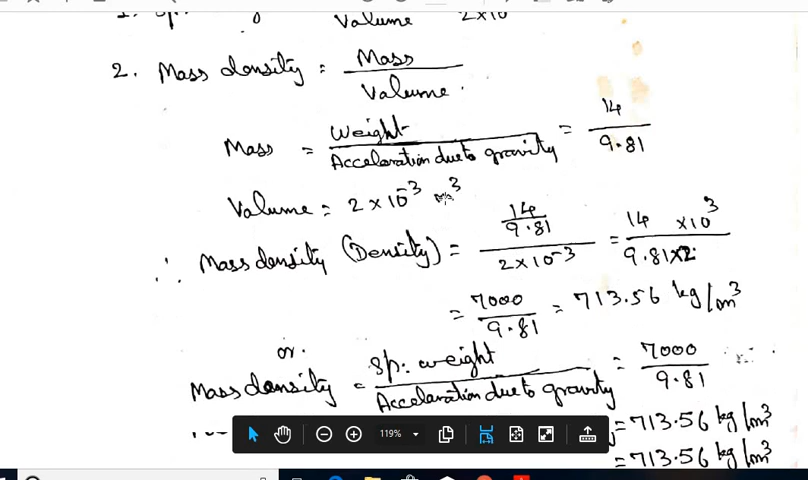 Volume 2×10
2. Mass density = Mass / Volume.
Mass = Weight / Acceleration due to gravity = 14 / 9.81
Volume = 2 × 10⁻³ m³
∴ Mass density (Density) = (14 / 9.81) / 2×10⁻³ = 14 × 10³ / 9.81×2
= 7000 / 9.81 = 713.56 kg/m³
or.
Mass density = Sp: weight / Acceleration due to gravity = 7000 / 9.81
= 713.56 kg/m³
= 713.56 kg/m³
119%